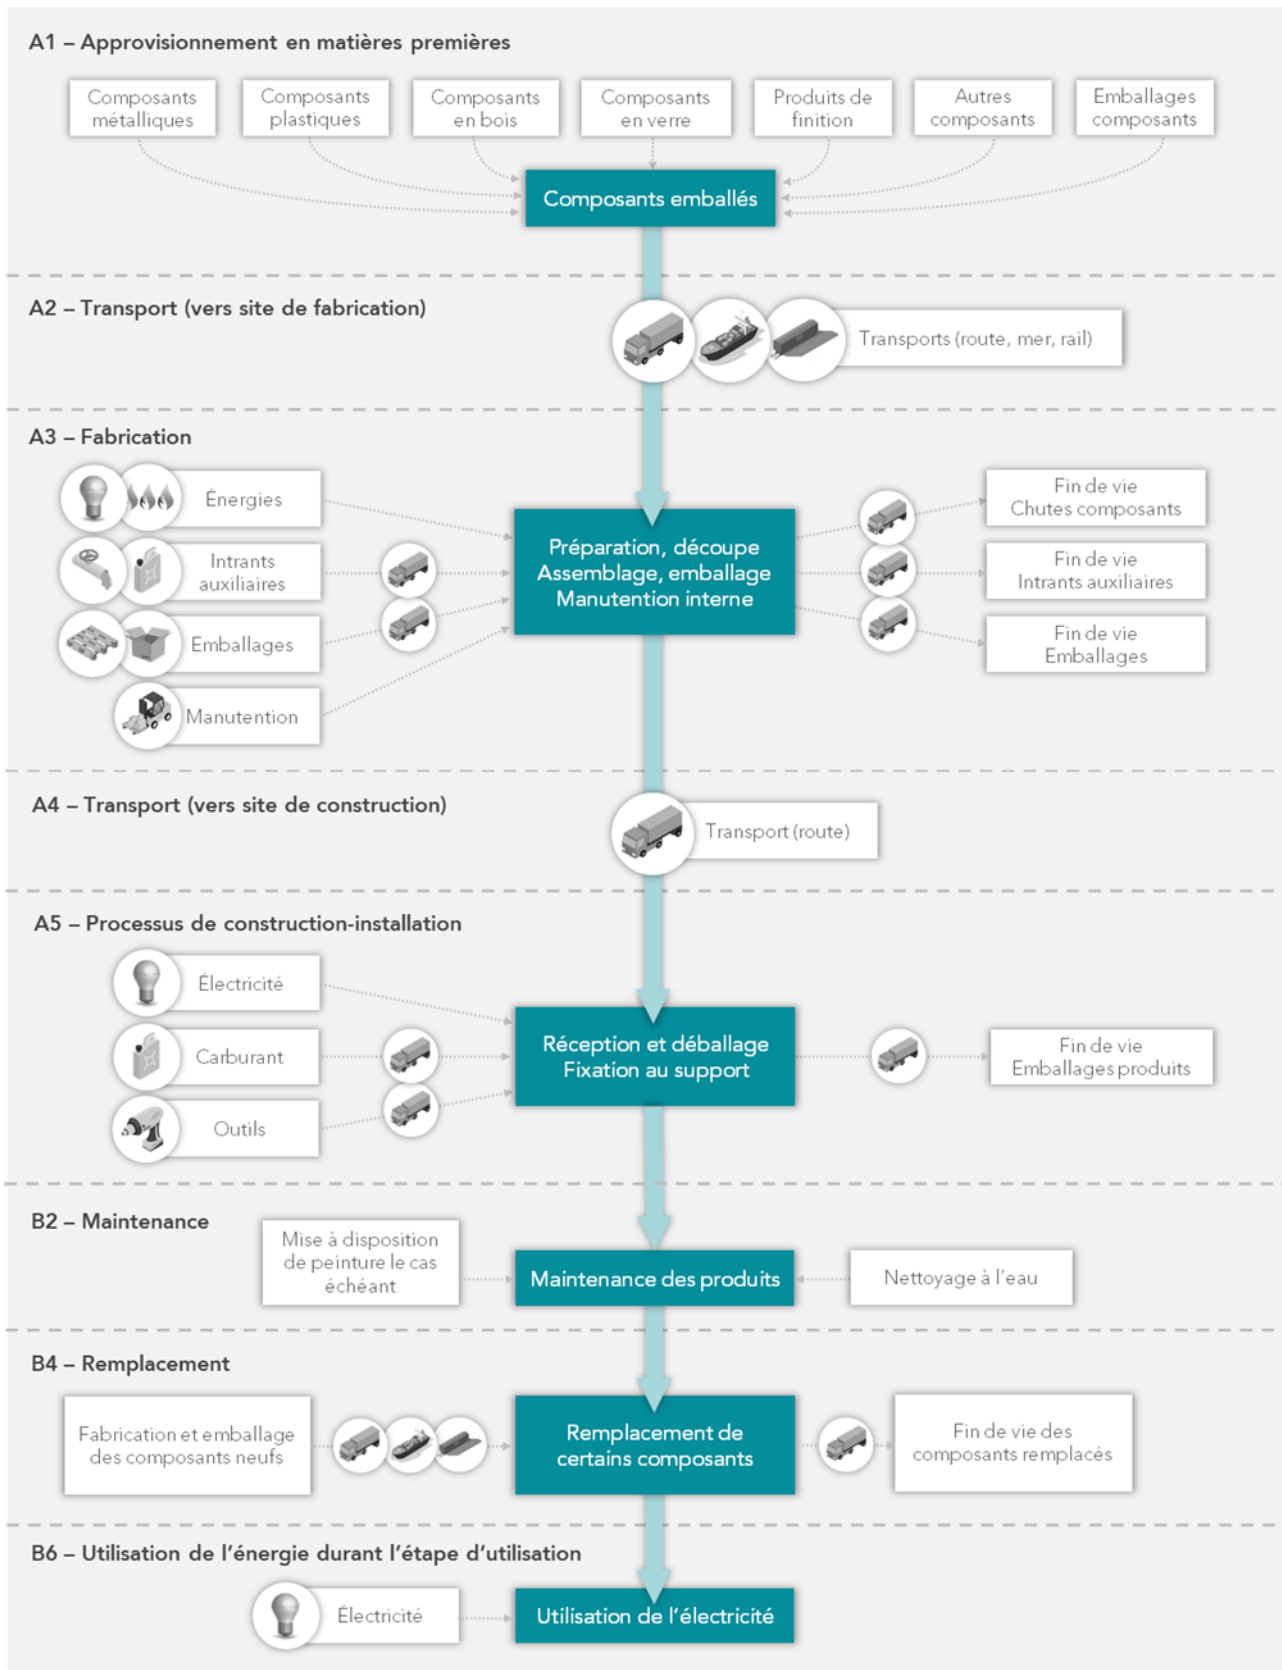 A1 – Approvisionnement en matières premières
Composants
métalliques
Composants
plastiques
Composants
en bois
Composants
en verre
Produits de
finition
Autres
composants
Emballages
composants
Composants emballés
A2 – Transport (vers site de fabrication)
Transports (route, mer, rail)
A3 – Fabrication
Énergies
Intrants
auxiliaires
Emballages
Manutention
Préparation, découpe
Assemblage, emballage
Manutention interne
Fin de vie
Chutes composants
Fin de vie
Intrants auxiliaires
Fin de vie
Emballages
A4 – Transport (vers site de construction)
Transport (route)
A5 – Processus de construction-installation
Électricité
Carburant
Outils
Réception et déballage
Fixation au support
Fin de vie
Emballages produits
B2 – Maintenance
Mise à disposition
de peinture le cas
échéant
Maintenance des produits
Nettoyage à l’eau
B4 – Remplacement
Fabrication et emballage
des composants neufs
Remplacement de
certains composants
Fin de vie des
composants remplacés
B6 – Utilisation de l’énergie durant l’étape d’utilisation
Électricité
Utilisation de l’électricité